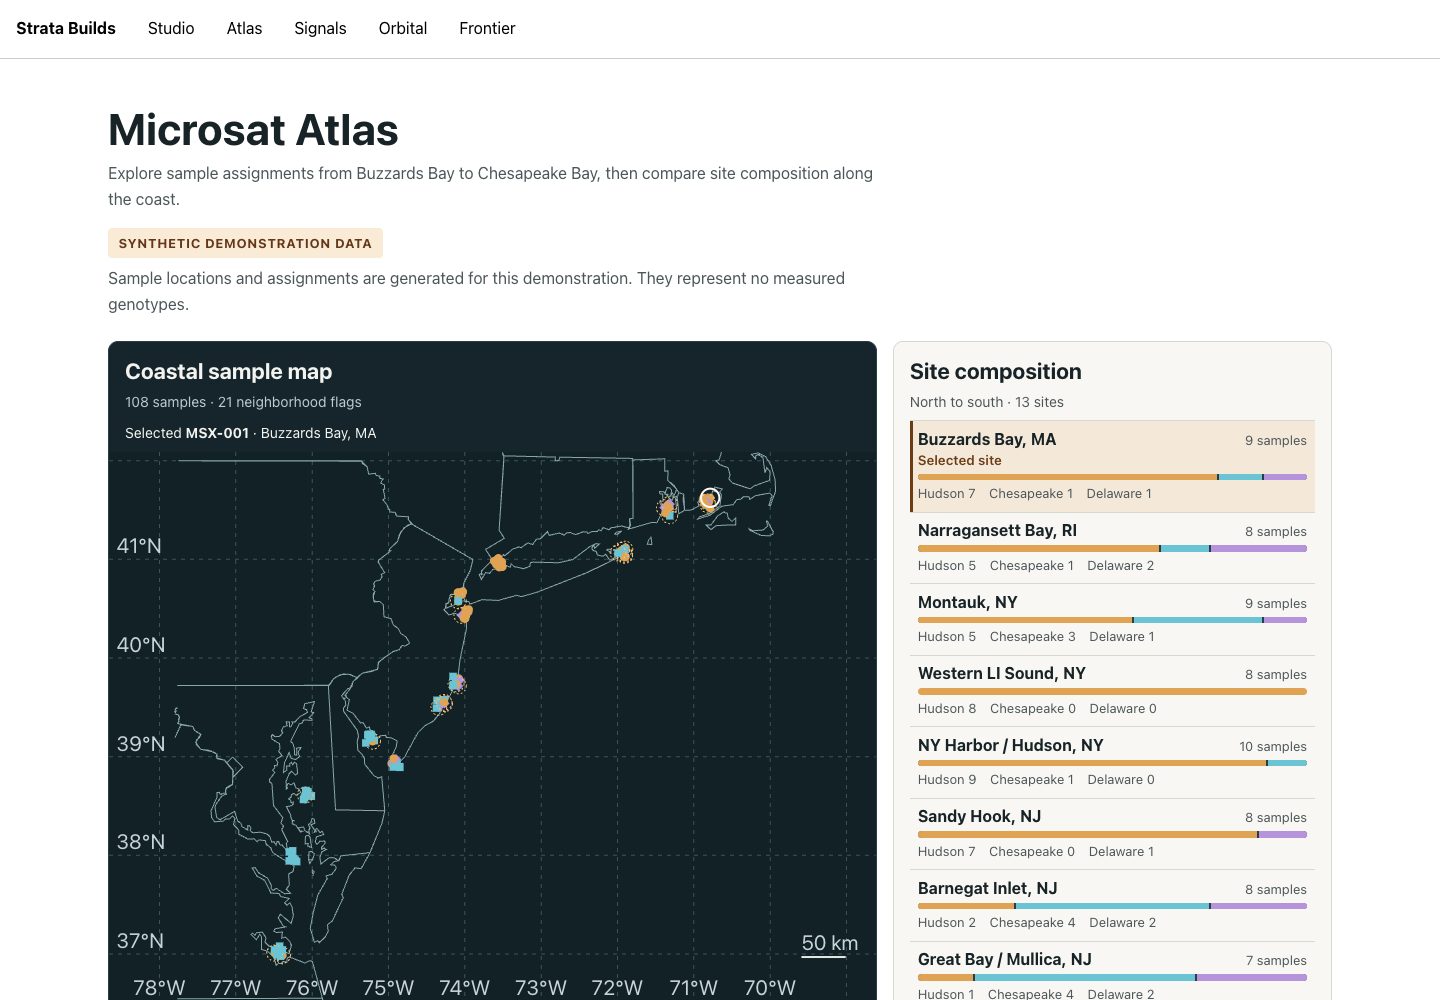 Strata Builds Studio Atlas Signals Orbital Frontier
Microsat Atlas
Explore sample assignments from Buzzards Bay to Chesapeake Bay, then compare site composition along
the coast.
SYNTHETIC DEMONSTRATION DATA
Sample locations and assignments are generated for this demonstration. They represent no measured
genotypes.
Coastal sample map
108 samples · 21 neighborhood flags
Selected MSX-001 · Buzzards Bay, MA
41°N
40°N
39°N
38°N
37°N
50 km
78°W 77°W 76°W 75°W 74°W 73°W 72°W 71°W 70°W
Site composition
North to south · 13 sites
Buzzards Bay, MA 9 samples
Selected site
Hudson 7 Chesapeake 1 Delaware 1
Narragansett Bay, RI 8 samples
Hudson 5 Chesapeake 1 Delaware 2
Montauk, NY 9 samples
Hudson 5 Chesapeake 3 Delaware 1
Western LI Sound, NY 8 samples
Hudson 8 Chesapeake 0 Delaware 0
NY Harbor / Hudson, NY 10 samples
Hudson 9 Chesapeake 1 Delaware 0
Sandy Hook, NJ 8 samples
Hudson 7 Chesapeake 0 Delaware 1
Barnegat Inlet, NJ 8 samples
Hudson 2 Chesapeake 4 Delaware 2
Great Bay / Mullica, NJ 7 samples
Hudson 1 Chesapeake 4 Delaware 2